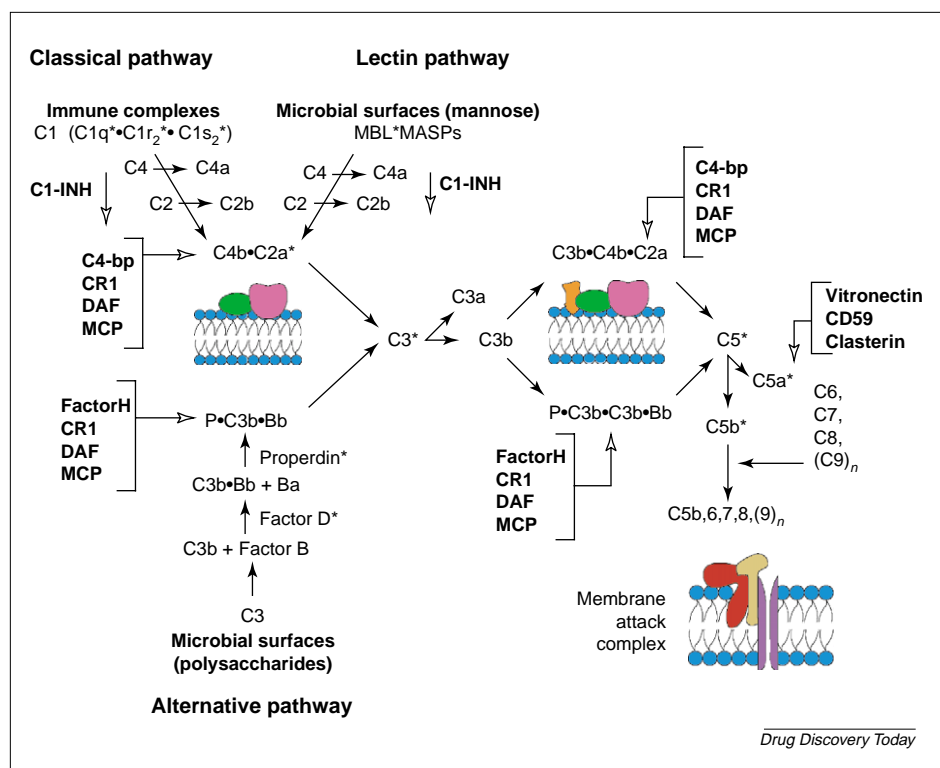 Classical pathway
Lectin pathway
Immune complexes
C1 (C1q*•C1r2*• C1s2*)
Microbial surfaces (mannose)
MBL*MASPs
C4
C4a
C1-INH
C2
C2b
C4
C4a
C2
C2b
C1-INH
C4b•C2a*
C4-bp
CR1
DAF
MCP
C3*
C3a
C3b
C3b•C4b•C2a
C4-bp
CR1
DAF
MCP
C5*
Vitronectin
CD59
Clasterin
C5a*
C5b*
C6,
C7,
C8,
(C9)n
C5b,6,7,8,(9)n
FactorH
CR1
DAF
MCP
P•C3b•Bb
Properdin*
C3b•Bb + Ba
Factor D*
C3b + Factor B
C3
Microbial surfaces
(polysaccharides)
Alternative pathway
P•C3b•C3b•Bb
FactorH
CR1
DAF
MCP
Membrane
attack
complex
Drug Discovery Today